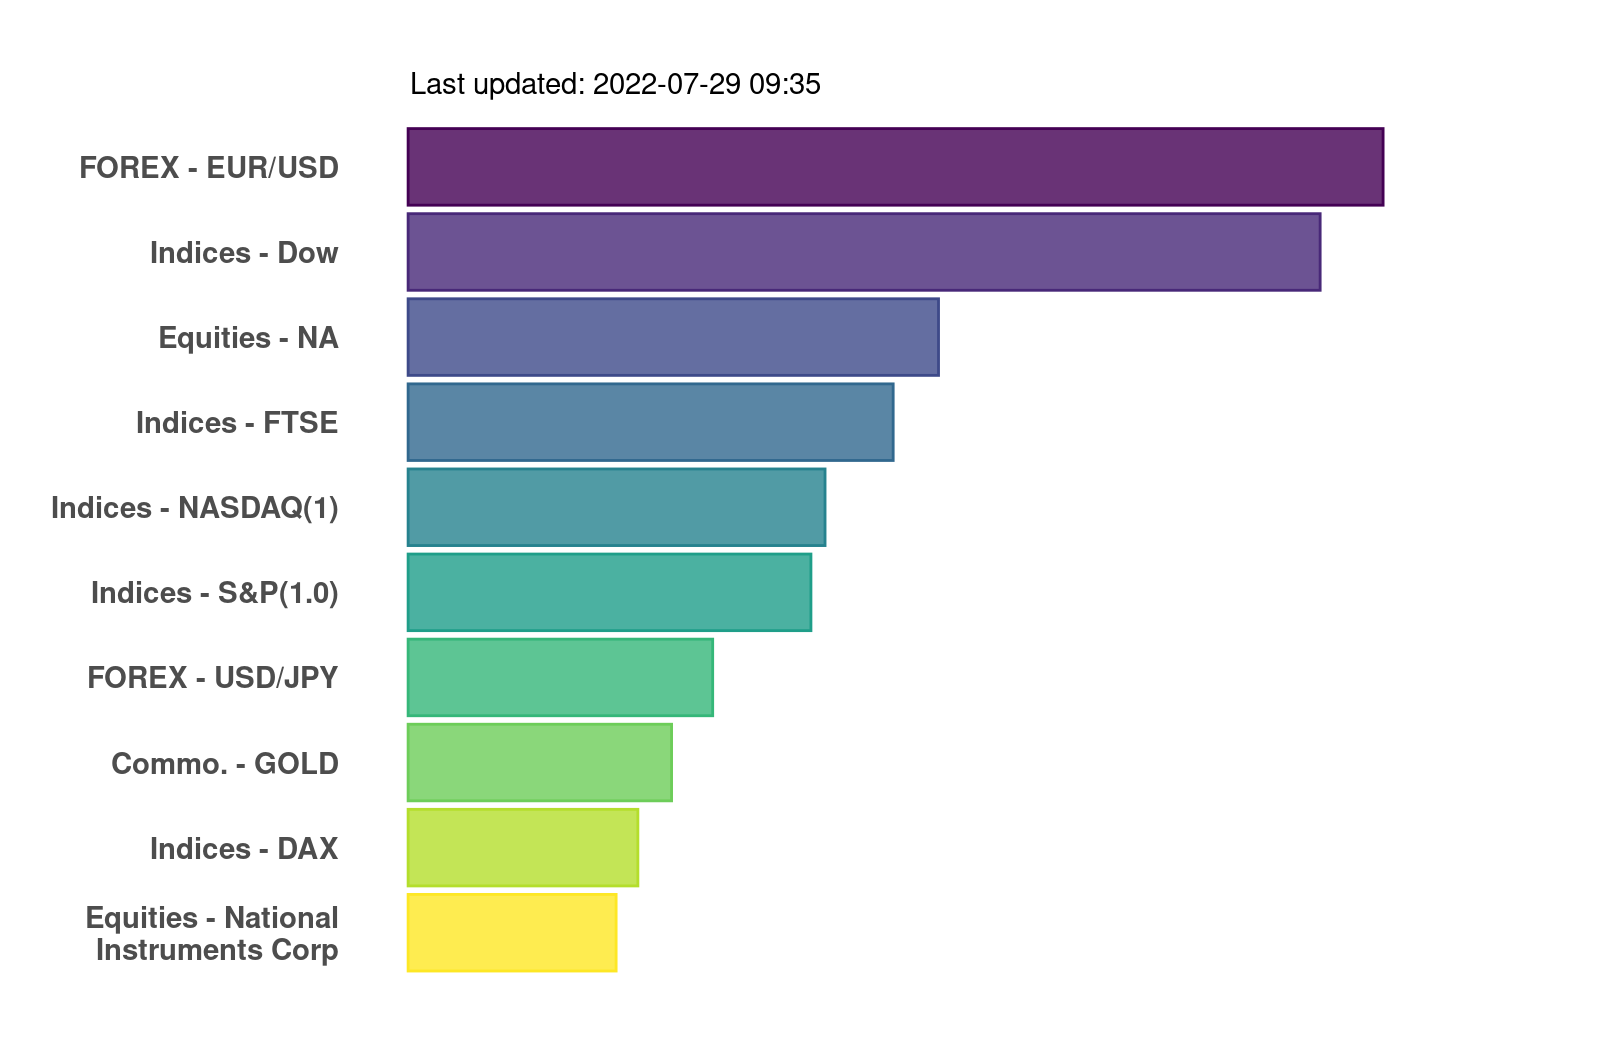 Last updated: 2022-07-29 09:35
FOREX - EUR/USD
Indices - Dow
Equities - NA
Indices - FTSE
Indices - NASDAQ(1)
Indices - S&P(1.0)
FOREX - USD/JPY
Commo. - GOLD
Indices - DAX
Equities - National
Instruments Corp